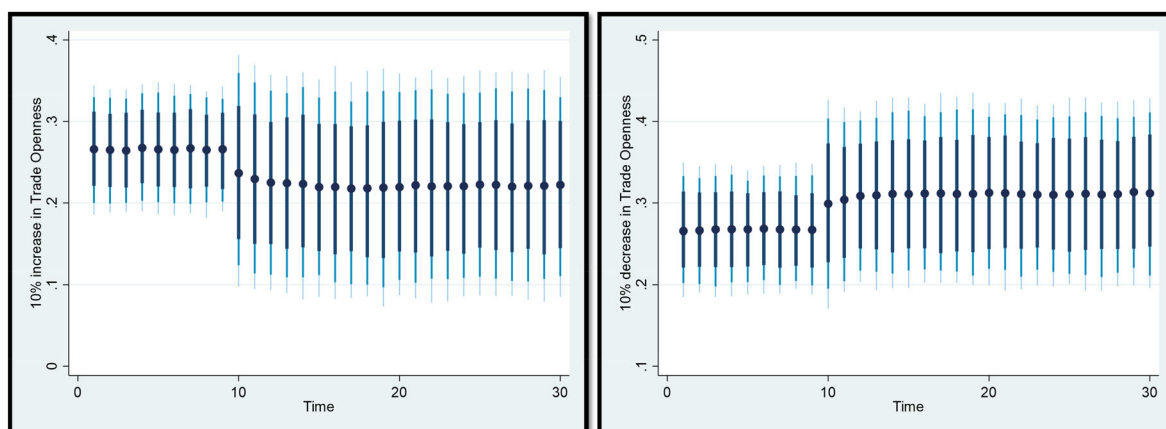 10% increase in Trade Openness
.4
.3
.2
.1
0
0 10 20 30
Time
10% decrease in Trade Openness
.5
.4
.3
.2
.1
0 10 20 30
Time